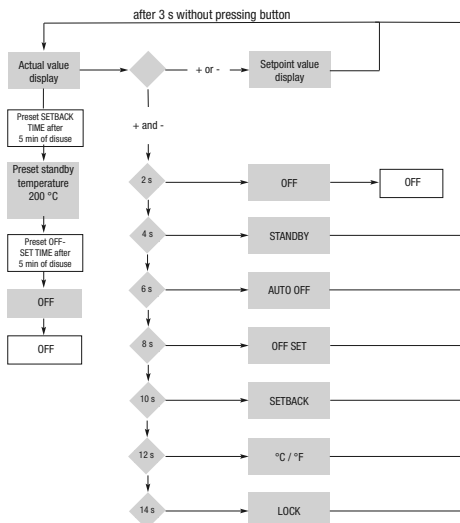 after 3 s without pressing button
Actual value
display
+ or -
Setpoint value
display
Preset SETBACK
TIME after
5 min of disuse
+ and -
Preset standby
temperature
200 °C
2 s
OFF
OFF
4 s
STANDBY
Preset OFF-
SET TIME after
5 min of disuse
6 s
AUTO OFF
OFF
8 s
OFF SET
OFF
10 s
SETBACK
12 s
°C / °F
14 s
LOCK